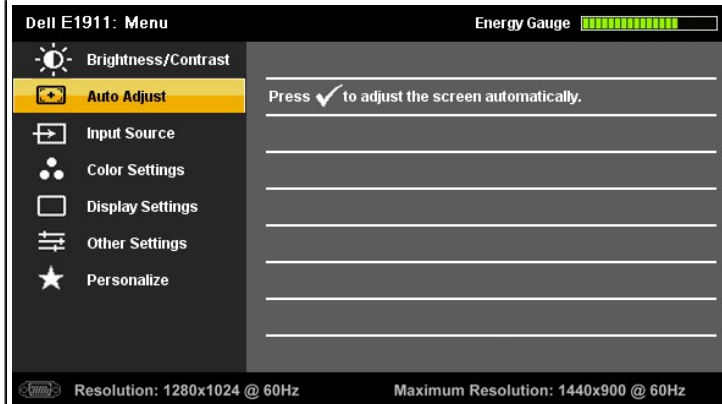 Dell E1911: Menu Energy Gauge
Brightness/Contrast
Auto Adjust Press ✓ to adjust the screen automatically.
Input Source
Color Settings
Display Settings
Other Settings
Personalize
Resolution: 1280x1024 @ 60Hz Maximum Resolution: 1440x900 @ 60Hz